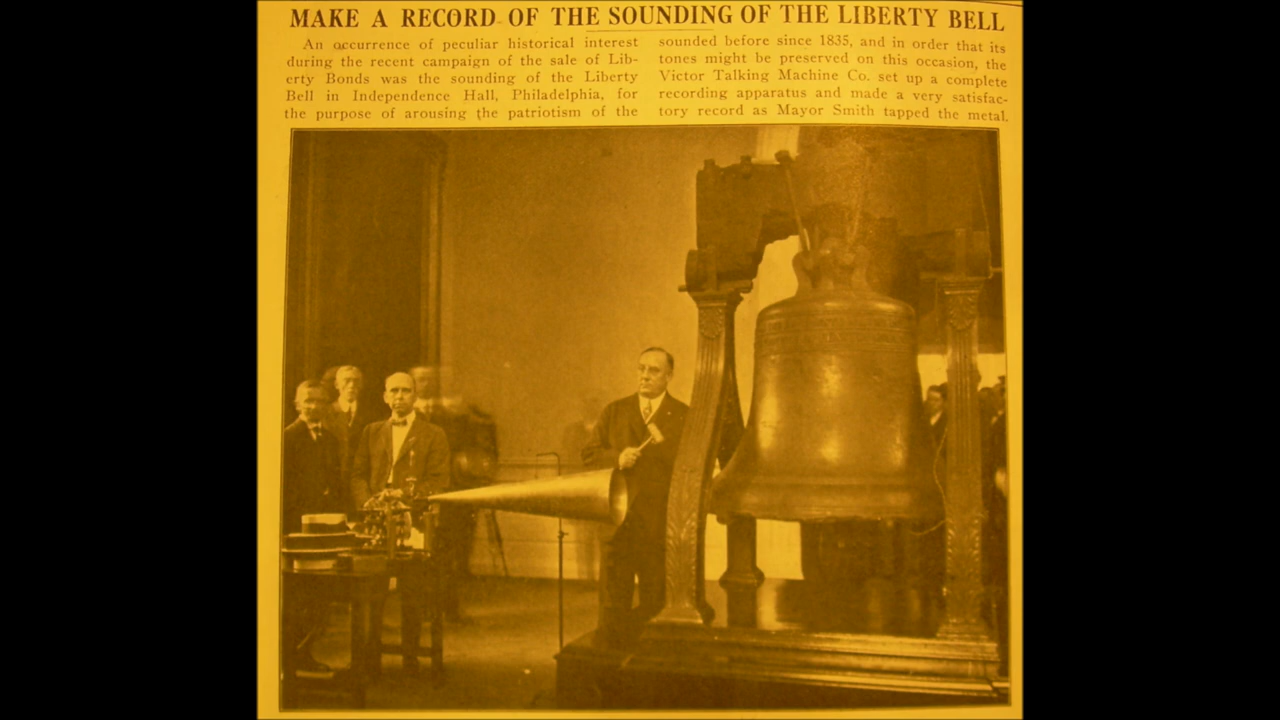 MAKE A RECORD OF THE SOUNDING OF THE LIBERTY BELL
An occurrence of peculiar historical interest
during the recent campaign of the sale of Lib-
erty Bonds was the sounding of the Liberty
Bell in Independence Hall, Philadelphia, for
the purpose of arousing the patriotism of the
sounded before since 1835, and in order that its
tones might be preserved on this occasion, the
Victor Talking Machine Co. set up a complete
recording apparatus and made a very satisfac-
tory record as Mayor Smith tapped the metal.